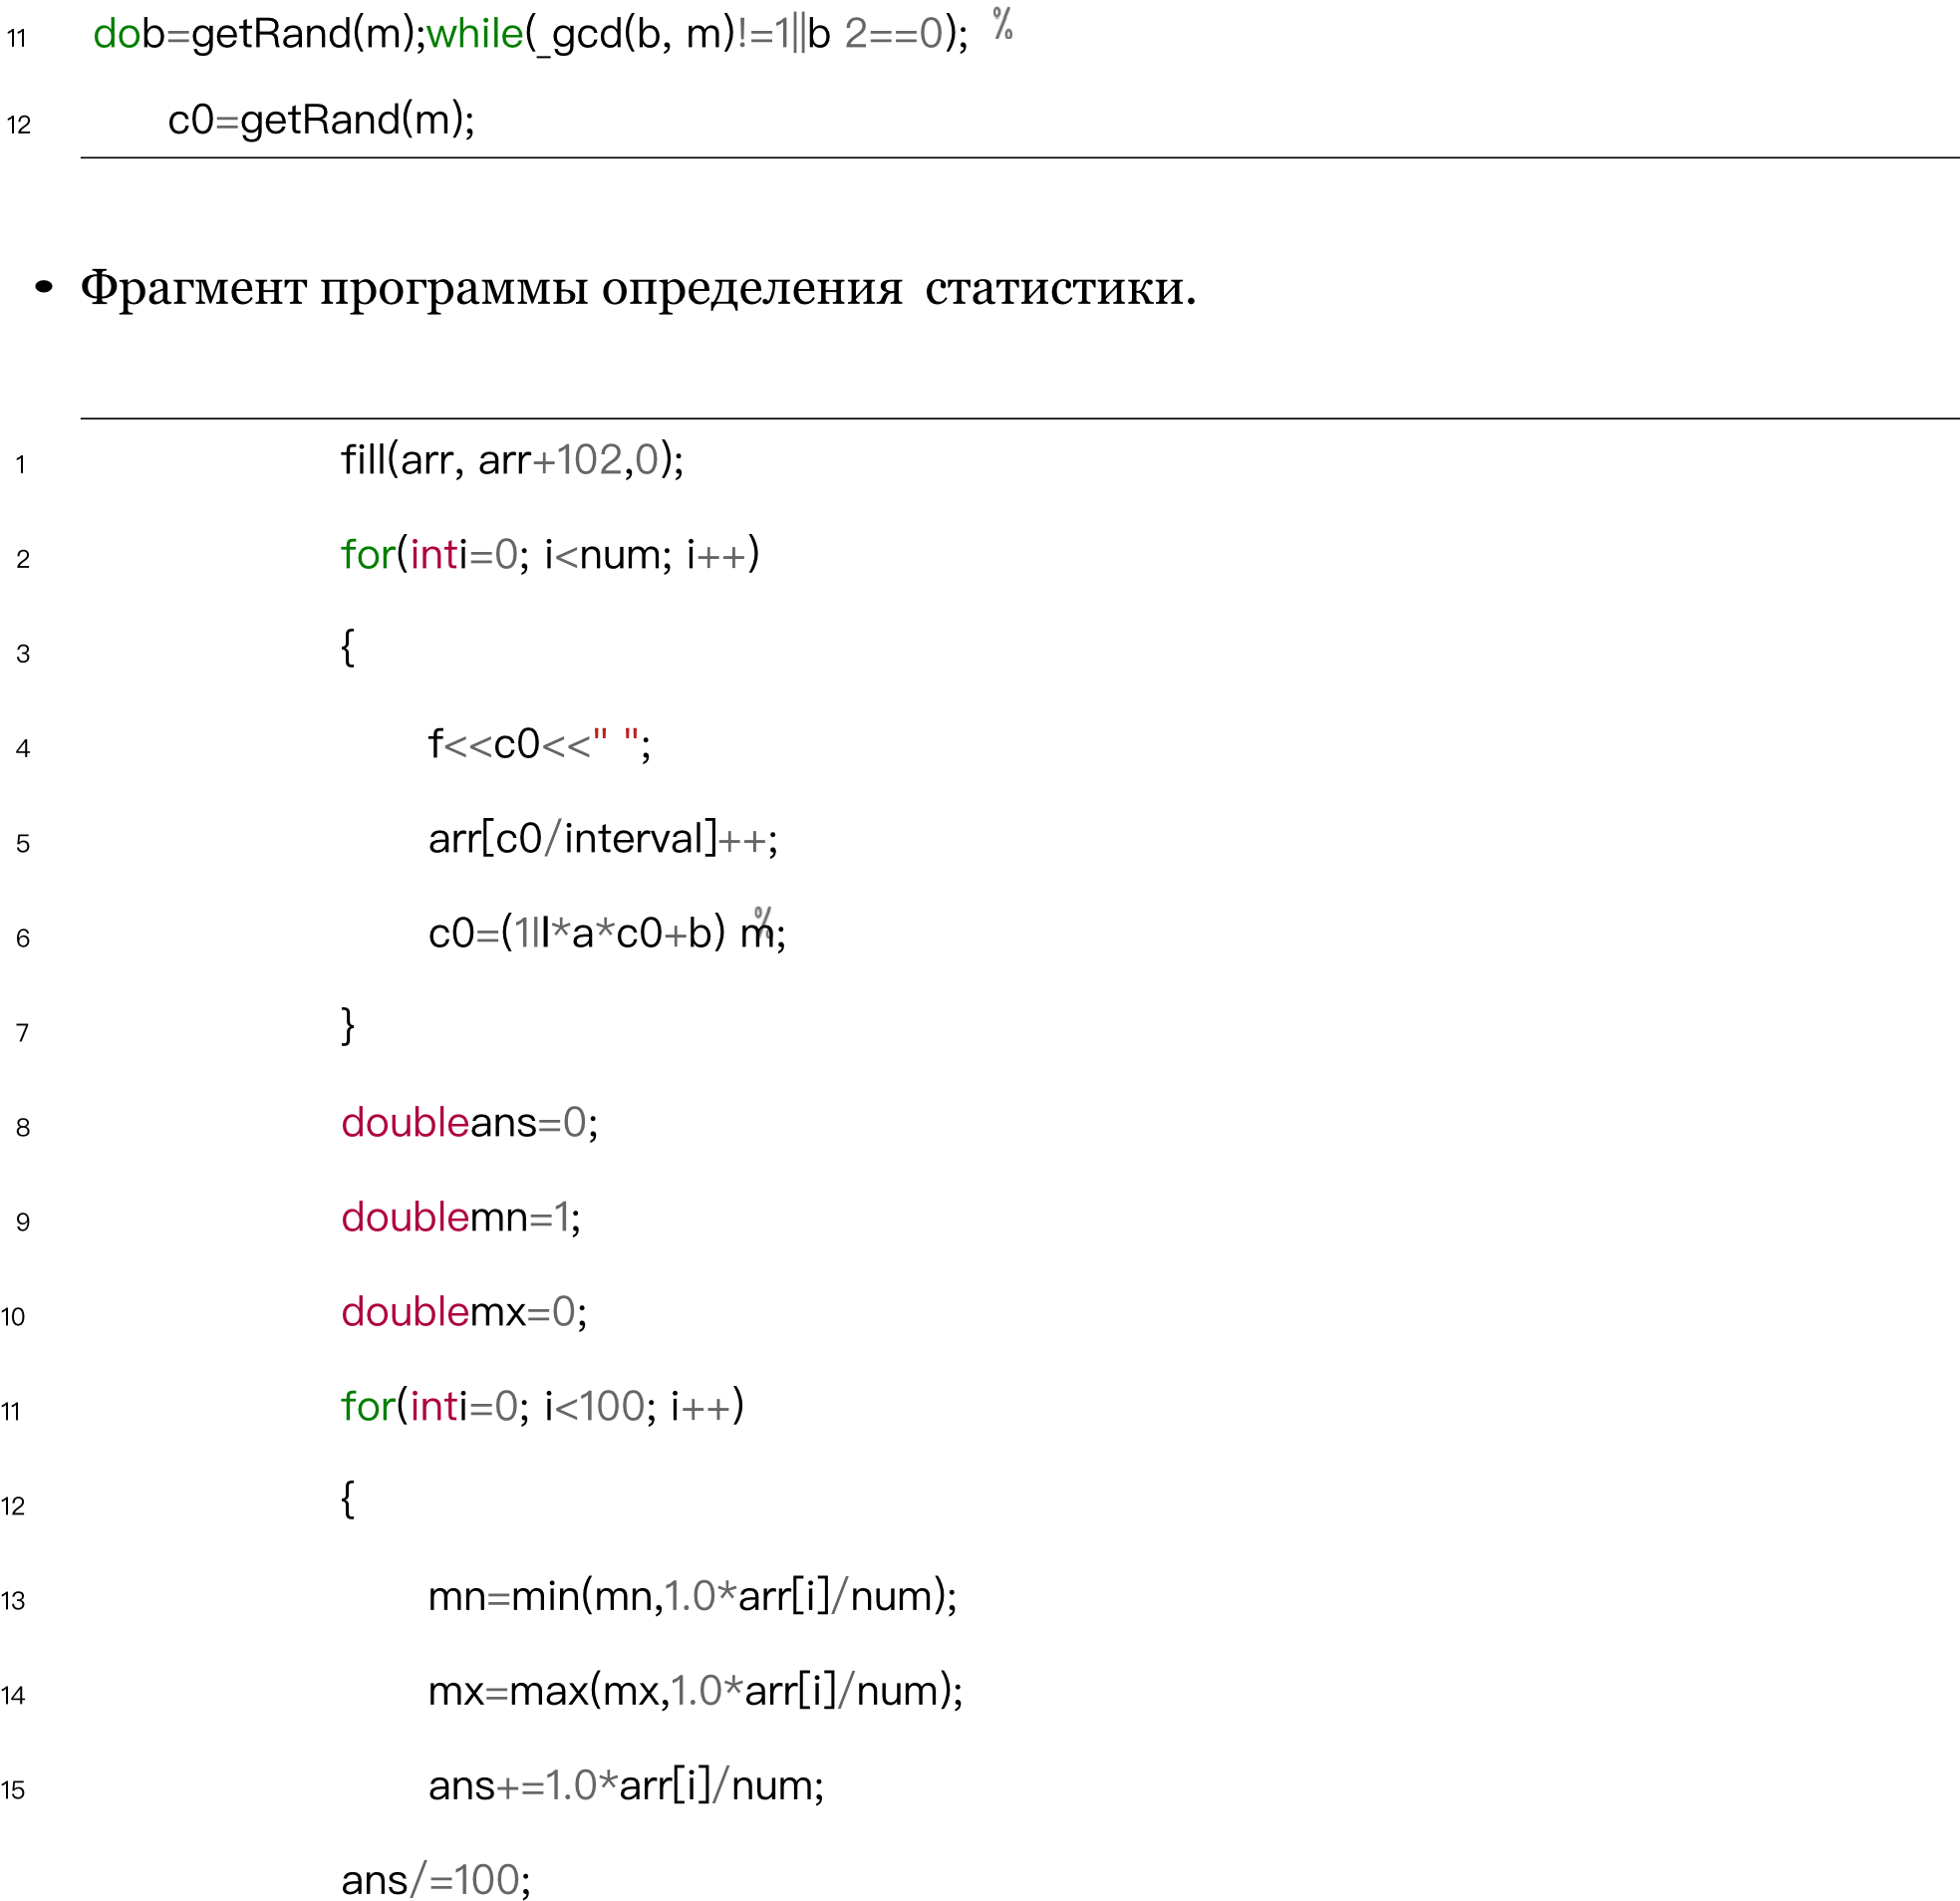 11 dob=getRand(m);while(_gcd(b, m)!=1||b 2==0); %
12 c0=getRand(m);
• Фрагмент программы определения статистики.
1 fill(arr, arr+102,0);
2 for(inti=0; i<num; i++)
3 {
4 f<<c0<<" ";
5 arr[c0/interval]++;
6 c0=(1ll*a*c0+b) m%;
7 }
8 doubleans=0;
9 doublemn=1;
10 doublemx=0;
11 for(inti=0; i<100; i++)
12 {
13 mn=min(mn,1.0*arr[i]/num);
14 mx=max(mx,1.0*arr[i]/num);
15 ans+=1.0*arr[i]/num;
ans/=100;